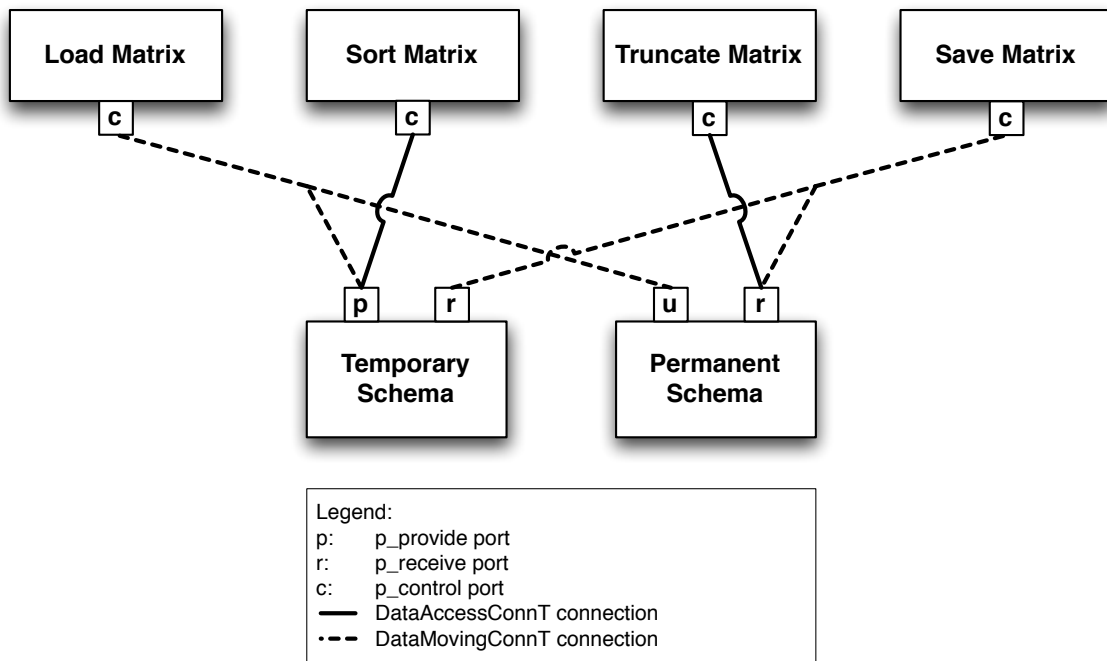 Load Matrix
Sort Matrix
Truncate Matrix
Save Matrix
c
c
c
c
p
r
u
r
Temporary
Schema
Permanent
Schema
Legend:
p: p_provide port
r: p_receive port
c: p_control port
DataAccessConnT connection
DataMovingConnT connection